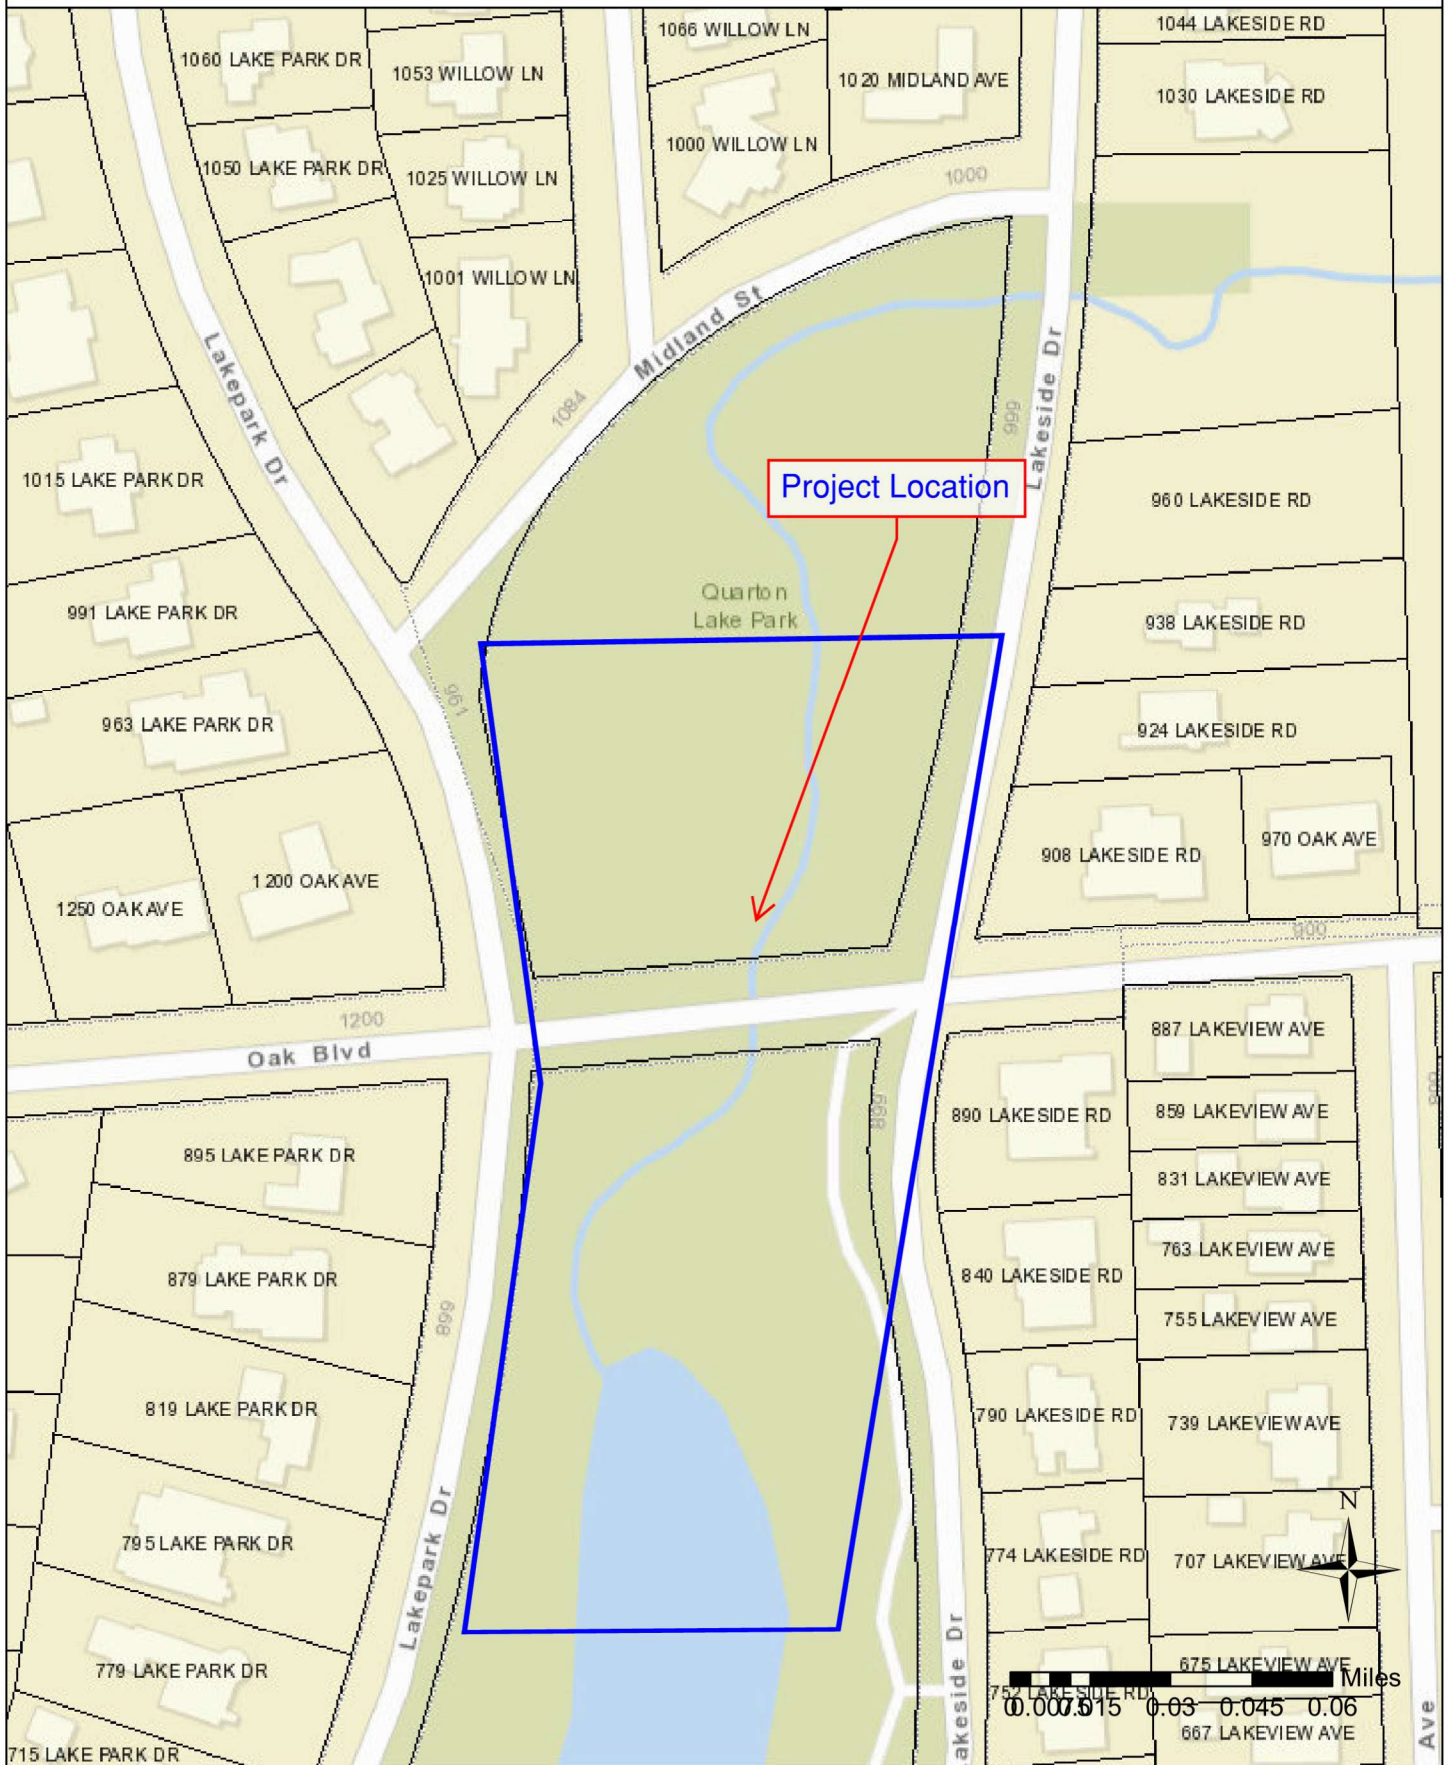 1060 LAKE PARK DR
1053 WILLOW LN
1066 WILLOW LN
1020 MIDLAND AVE
1044 LAKESIDE RD
1030 LAKESIDE RD
1050 LAKE PARK DR
1025 WILLOW LN
1000 WILLOW LN
1000
1001 WILLOW LN
Midland St
Lakepark Dr
1084
999
Lakeside Dr
1015 LAKE PARK DR
Project Location
960 LAKESIDE RD
991 LAKE PARK DR
Quarton
Lake Park
938 LAKESIDE RD
961
963 LAKE PARK DR
924 LAKESIDE RD
1250 OAK AVE
1200 OAK AVE
908 LAKESIDE RD
970 OAK AVE
900
1200
Oak Blvd
887 LAKEVIEW AVE
890 LAKESIDE RD
899
859 LAKEVIEW AVE
895 LAKE PARK DR
831 LAKEVIEW AVE
763 LAKEVIEW AVE
879 LAKE PARK DR
840 LAKESIDE RD
755 LAKEVIEW AVE
899
819 LAKE PARK DR
790 LAKESIDE RD
739 LAKEVIEW AVE
N
795 LAKE PARK DR
Lakepark Dr
774 LAKESIDE RD
707 LAKEVIEW AVE
779 LAKE PARK DR
Lakeside Dr
752 LAKESIDE RD
675 LAKEVIEW AVE
Miles
0 0.0075 0.015 0.03 0.045 0.06
667 LAKEVIEW AVE
715 LAKE PARK DR
Ave